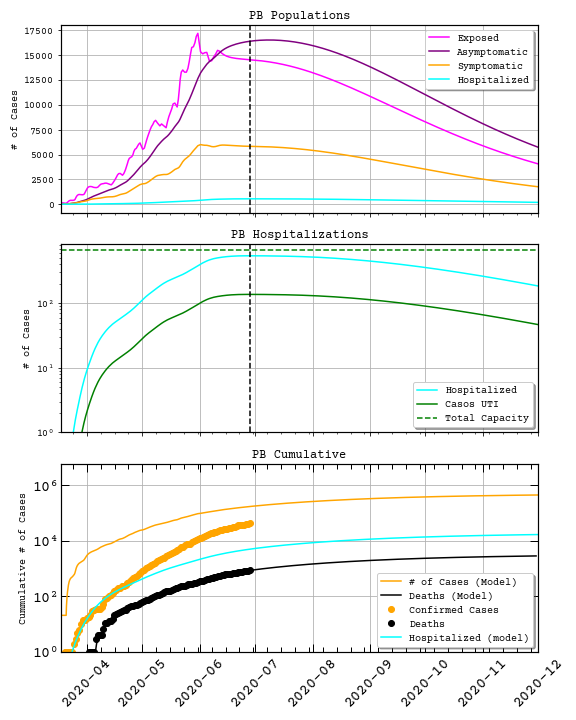 PB Populations
17500
15000
12500
10000
7500
5000
2500
0
# of Cases
Exposed
Asymptomatic
Symptomatic
Hospitalized
PB Hospitalizations
10²
10¹
10⁰
# of Cases
Hospitalized
Casos UTI
Total Capacity
PB Cumulative
10⁶
10⁴
10²
10⁰
Cummulative # of Cases
# of Cases (Model)
Deaths (Model)
Confirmed Cases
Deaths
Hospitalized (model)
2020-04
2020-05
2020-06
2020-07
2020-08
2020-09
2020-10
2020-11
2020-12